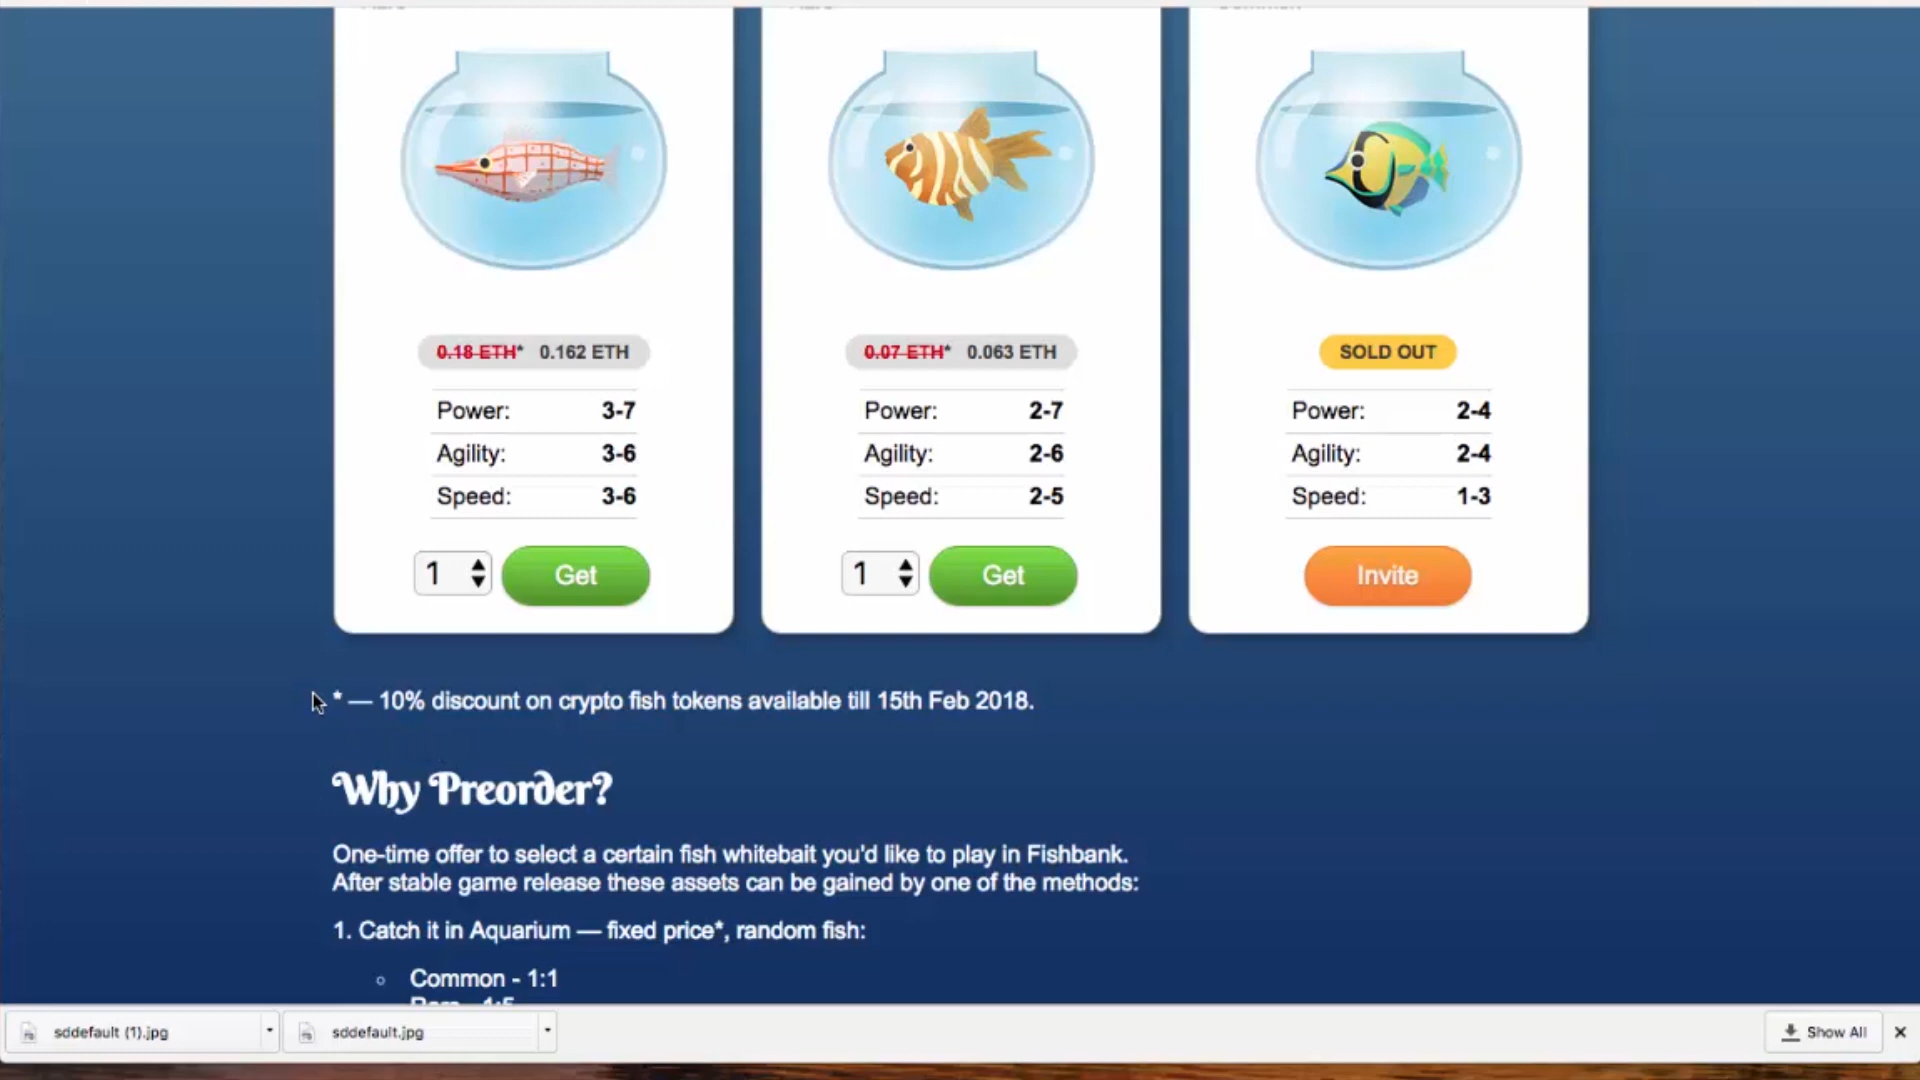 0.18 ETH* 0.162 ETH
Power: 3-7
Agility: 3-6
Speed: 3-6
1 Get
0.07 ETH* 0.063 ETH
Power: 2-7
Agility: 2-6
Speed: 2-5
1 Get
SOLD OUT
Power: 2-4
Agility: 2-4
Speed: 1-3
Invite
* — 10% discount on crypto fish tokens available till 15th Feb 2018.
Why Preorder?
One-time offer to select a certain fish whitebait you'd like to play in Fishbank.
After stable game release these assets can be gained by one of the methods:
1. Catch it in Aquarium — fixed price*, random fish:
Common - 1:1
sddefault (1).jpg
sddefault.jpg
Show All